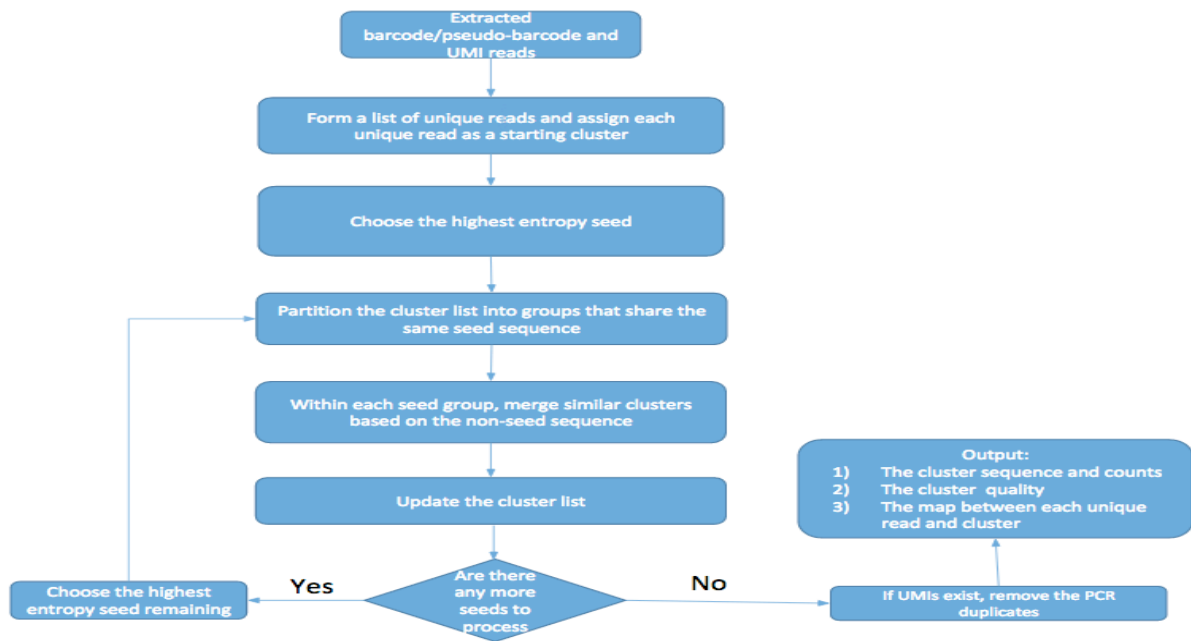 Extracted
barcode/pseudo-barcode and
UMI reads
Form a list of unique reads and assign each
unique read as a starting cluster
Choose the highest entropy seed
Partition the cluster list into groups that share the
same seed sequence
Within each seed group, merge similar clusters
based on the non-seed sequence
Update the cluster list
Are there
any more
seeds to
process
Yes
Choose the highest
entropy seed remaining
No
If UMIs exist, remove the PCR
duplicates
Output:
1) The cluster sequence and counts
2) The cluster quality
3) The map between each unique
read and cluster